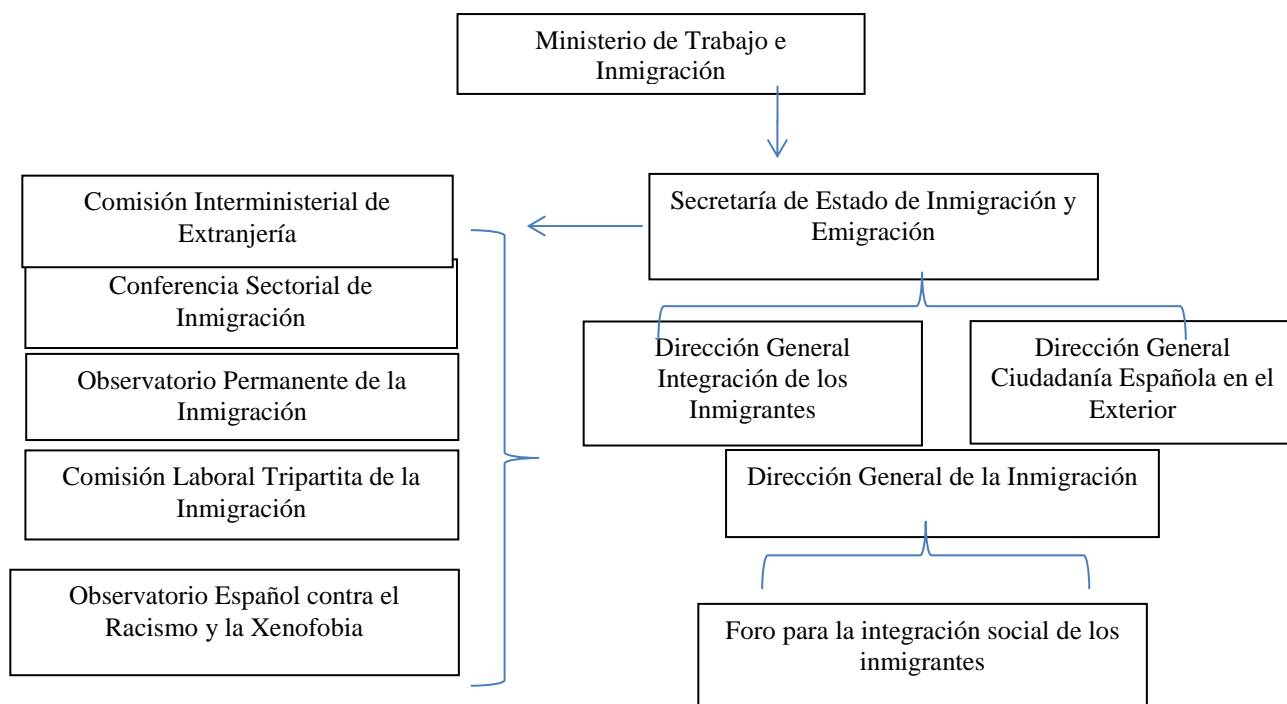 Ministerio de Trabajo e
Inmigración
Secretaría de Estado de Inmigración y
Emigración
Comisión Interministerial de
Extranjería
Conferencia Sectorial de
Inmigración
Observatorio Permanente de la
Inmigración
Comisión Laboral Tripartita de la
Inmigración
Observatorio Español contra el
Racismo y la Xenofobia
Dirección General
Integración de los
Inmigrantes
Dirección General
Ciudadanía Española en el
Exterior
Dirección General de la Inmigración
Foro para la integración social de los
inmigrantes